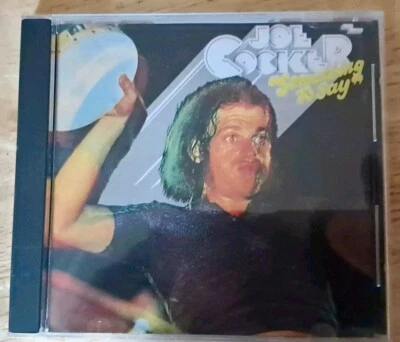 JOE
COCKER
"Something
To Say"